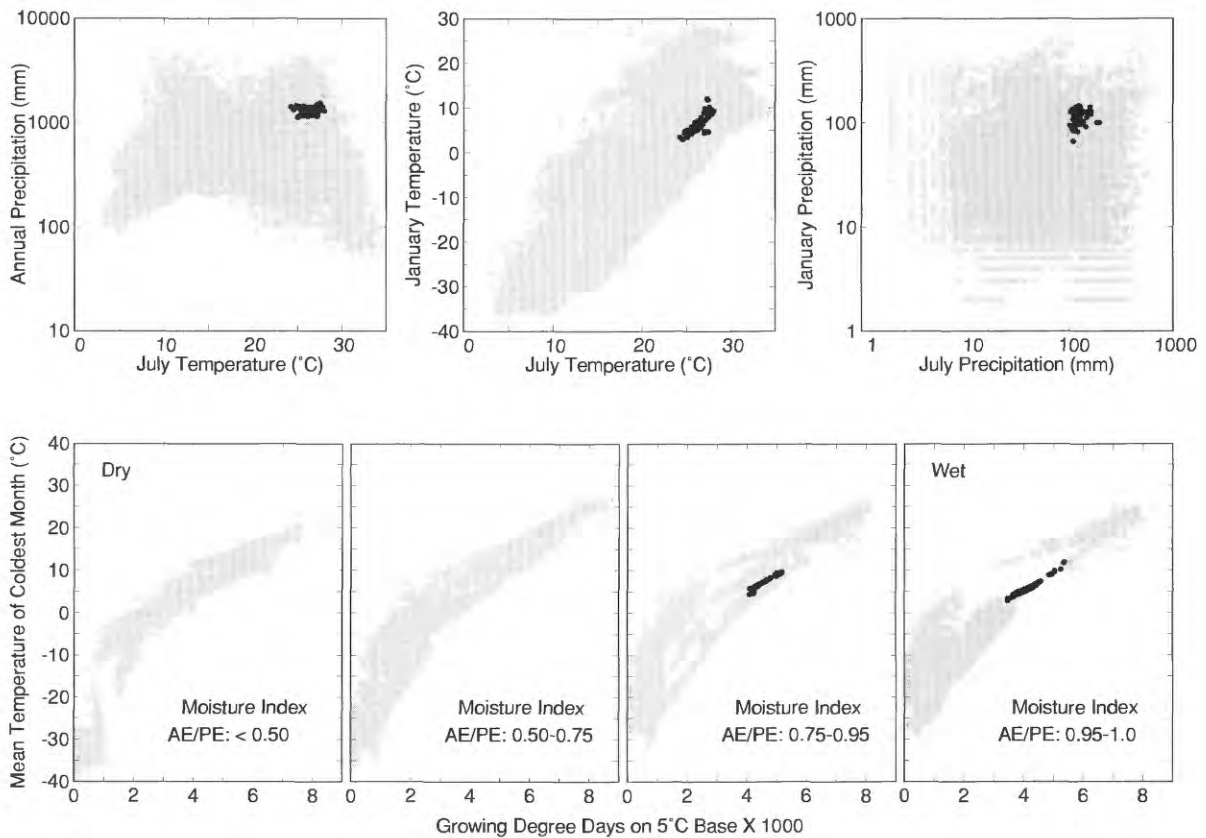 10000
1000
100
10
Annual Precipitation (mm)
0 10 20 30
July Temperature (°C)
30
20
10
0
-10
-20
-30
-40
January Temperature (°C)
0 10 20 30
July Temperature (°C)
1000
100
10
1
January Precipitation (mm)
1 10 100 1000
July Precipitation (mm)
Mean Temperature of Coldest Month (°C)
40
30
20
10
0
-10
-20
-30
-40
Dry
Moisture Index
AE/PE: < 0.50
0 2 4 6 8
Moisture Index
AE/PE: 0.50-0.75
0 2 4 6 8
Moisture Index
AE/PE: 0.75-0.95
0 2 4 6 8
Wet
Moisture Index
AE/PE: 0.95-1.0
0 2 4 6 8
Growing Degree Days on 5°C Base X 1000